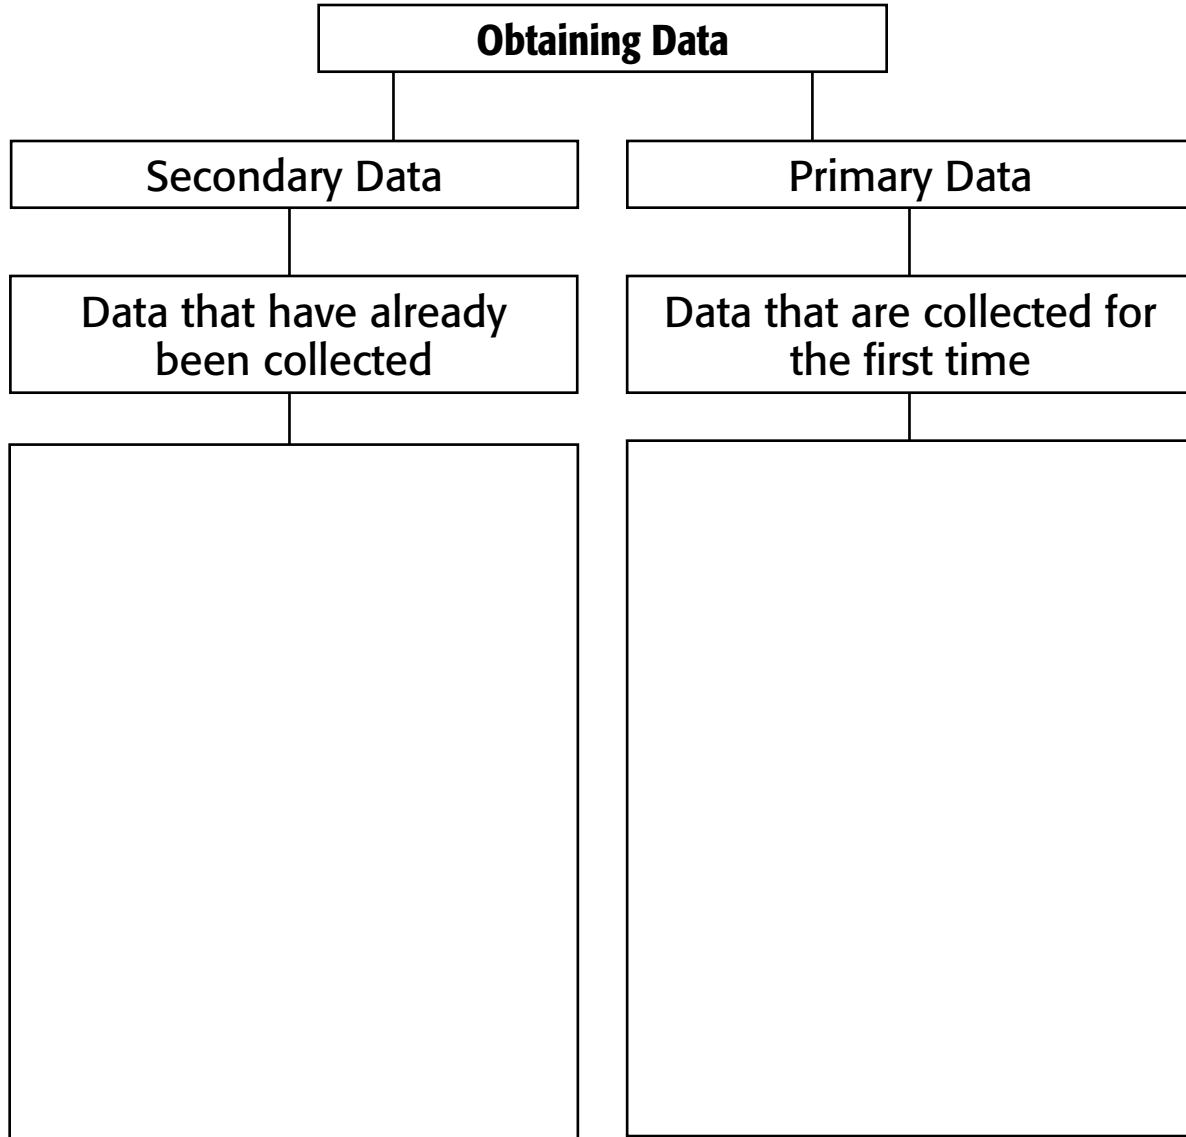 Obtaining Data
Secondary Data
Primary Data
Data that have already
been collected
Data that are collected for
the first time